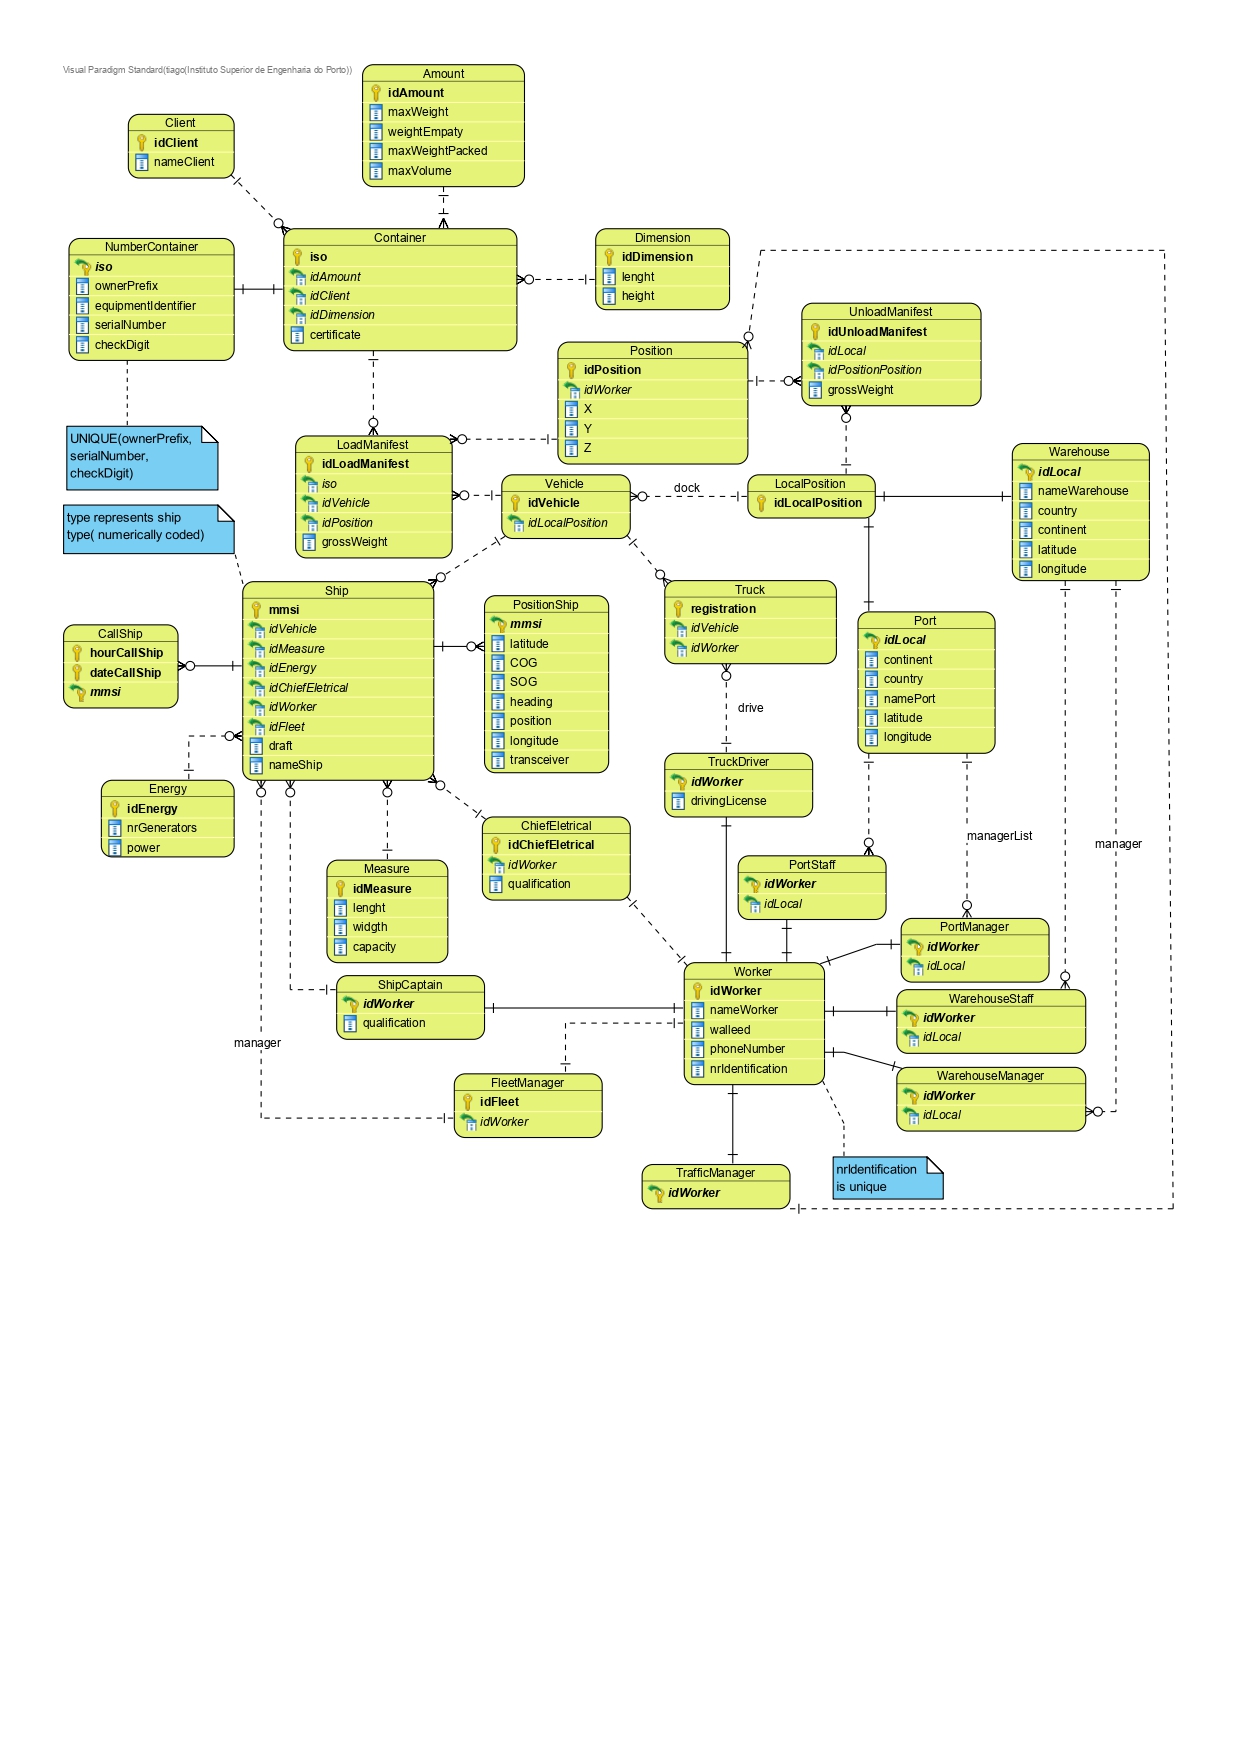 Visual Paradigm Standard(tiago(Instituto Superior de Engenharia do Porto))
Amount
idAmount
maxWeight
weightEmpaty
maxWeightPacked
maxVolume
Client
idClient
nameClient
NumberContainer
iso
ownerPrefix
equipmentIdentifier
serialNumber
checkDigit
Container
iso
idAmount
idClient
idDimension
certificate
Dimension
idDimension
lenght
height
UnloadManifest
idUnloadManifest
idLocal
idPositionPosition
grossWeight
Position
idPosition
idWorker
X
Y
Z
UNIQUE(ownerPrefix,
serialNumber,
checkDigit)
LoadManifest
idLoadManifest
iso
idVehicle
idPosition
grossWeight
Vehicle
idVehicle
idLocalPosition
dock
LocalPosition
idLocalPosition
Warehouse
idLocal
nameWarehouse
country
continent
latitude
longitude
type represents ship
type( numerically coded)
Ship
mmsi
idVehicle
idMeasure
idEnergy
idChiefEletrical
idWorker
idFleet
draft
nameShip
PositionShip
mmsi
latitude
COG
SOG
heading
position
longitude
transceiver
Truck
registration
idVehicle
idWorker
Port
idLocal
continent
country
namePort
latitude
longitude
CallShip
hourCallShip
dateCallShip
mmsi
drive
TruckDriver
idWorker
drivingLicense
Energy
idEnergy
nrGenerators
power
ChiefEletrical
idChiefEletrical
idWorker
qualification
managerList
manager
Measure
idMeasure
lenght
widgth
capacity
PortStaff
idWorker
idLocal
PortManager
idWorker
idLocal
ShipCaptain
idWorker
qualification
Worker
idWorker
nameWorker
walleed
phoneNumber
nrIdentification
WarehouseStaff
idWorker
idLocal
manager
FleetManager
idFleet
idWorker
WarehouseManager
idWorker
idLocal
TrafficManager
idWorker
nrIdentification
is unique